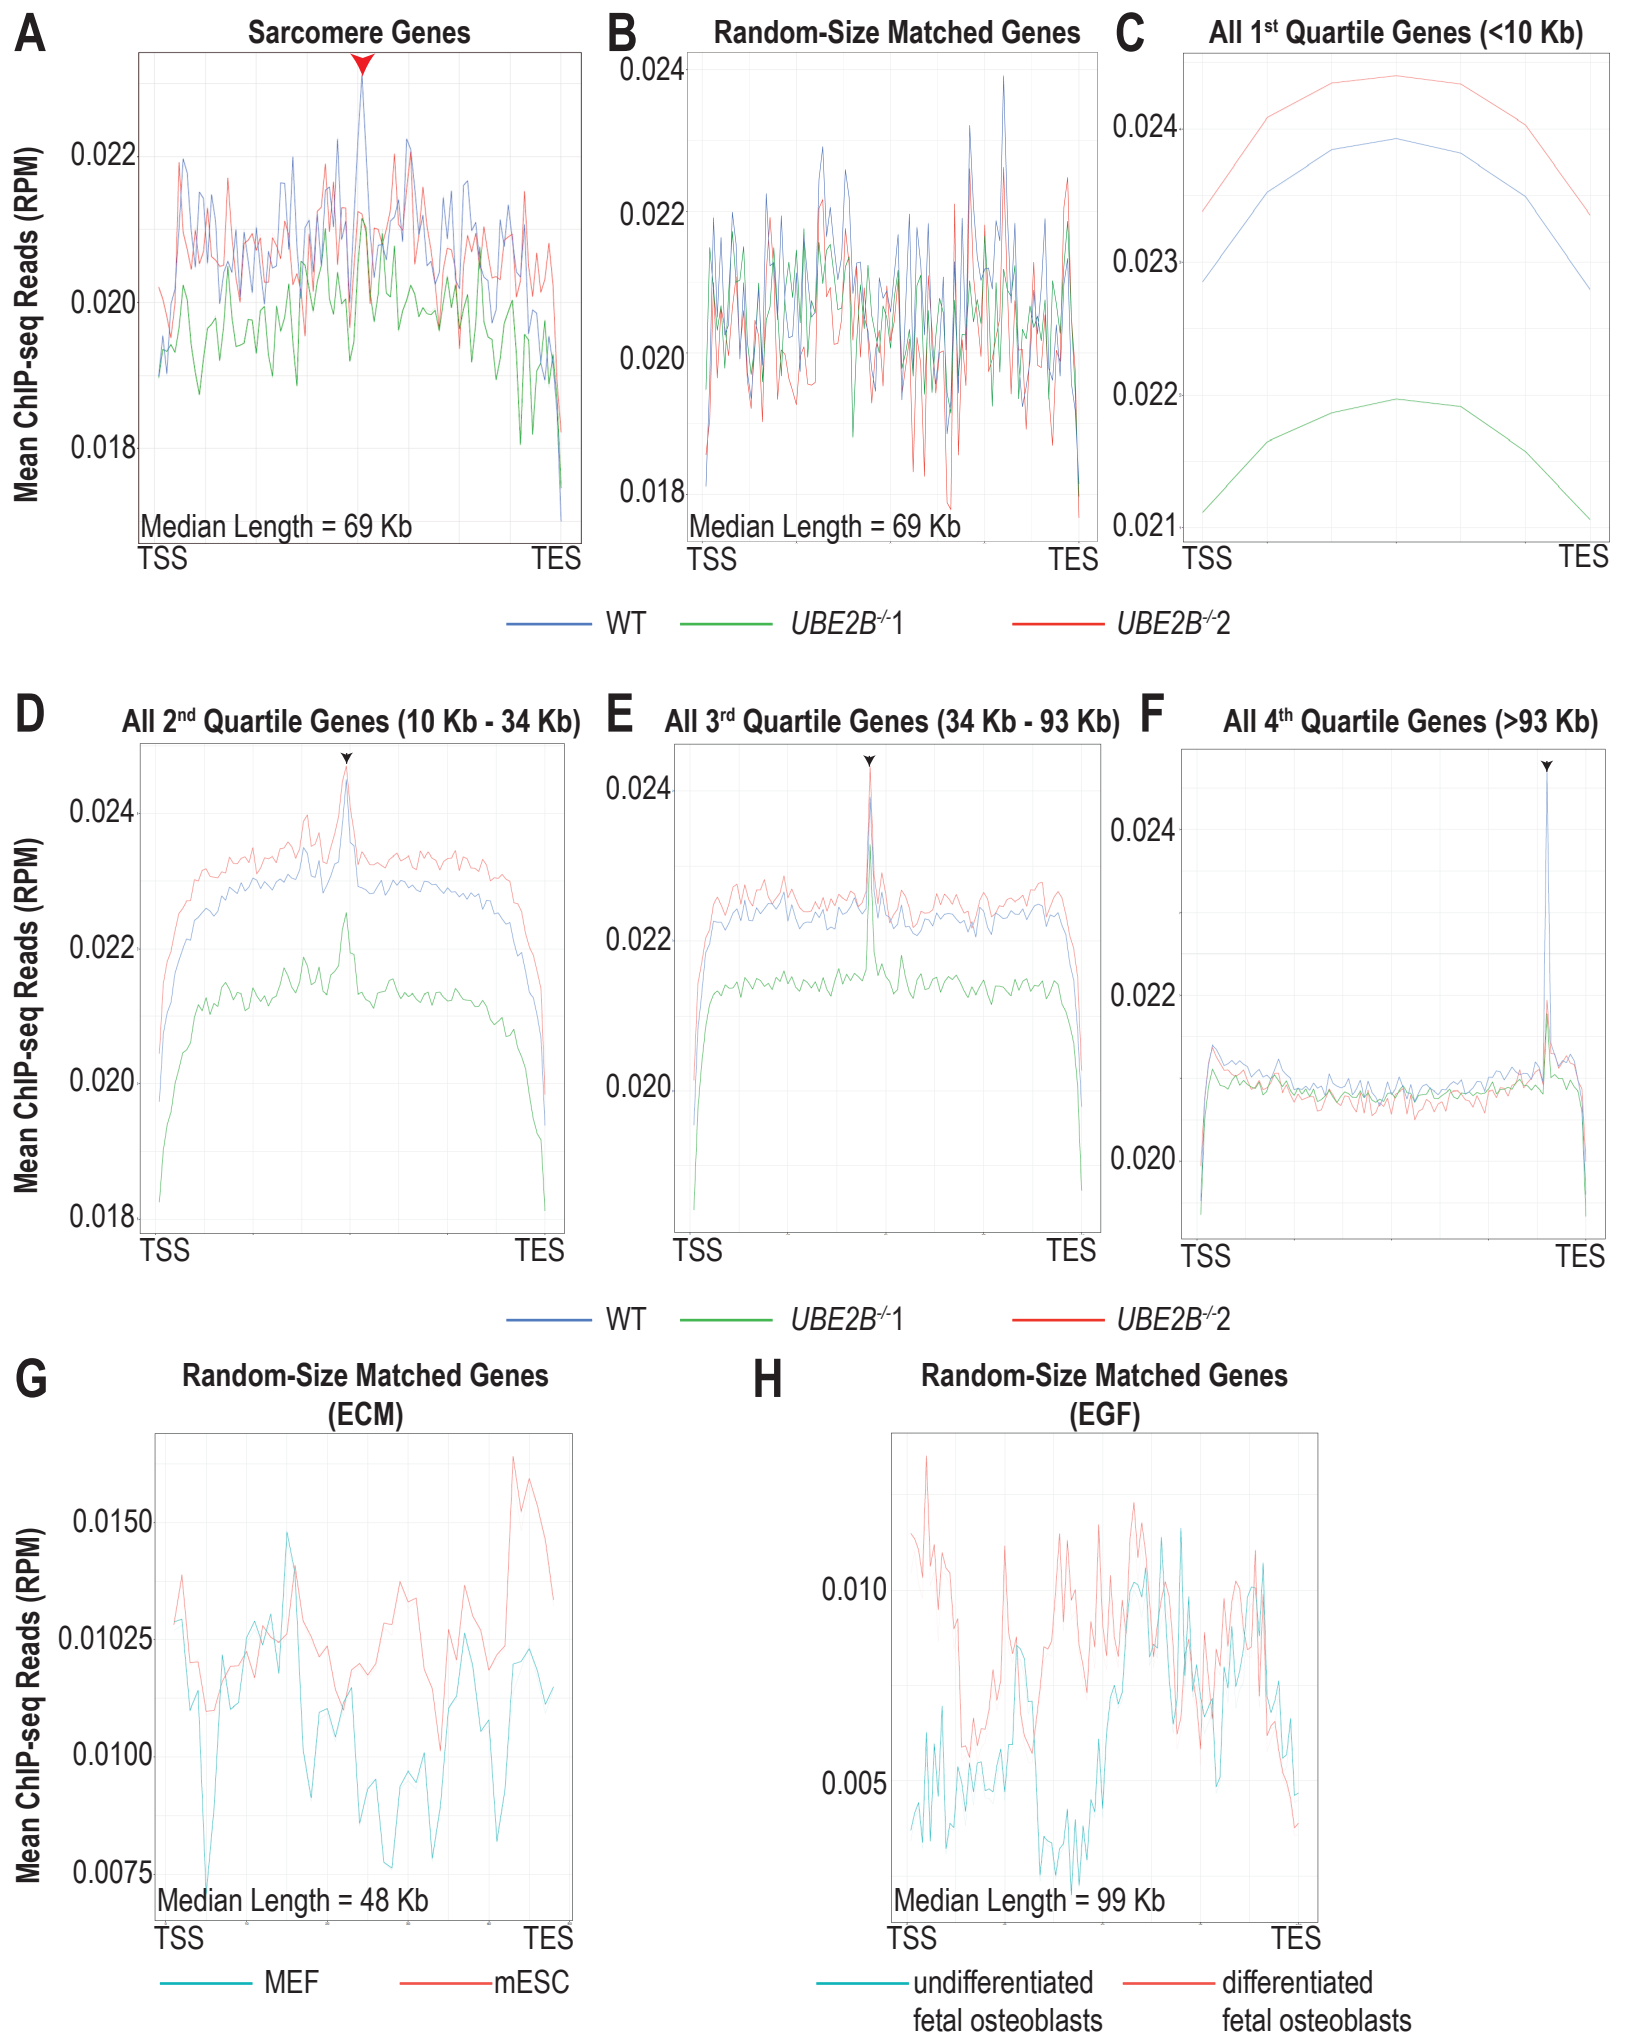 A
Sarcomere Genes
B
Random-Size Matched Genes
C
All 1st Quartile Genes (<10 Kb)
Mean ChIP-seq Reads (RPM)
0.022
0.020
0.018
Median Length = 69 Kb
TSS
TES
0.024
0.022
0.020
0.018
Median Length = 69 Kb
TSS
TES
0.024
0.023
0.022
0.021
TSS
TES
WT
UBE2B-/-1
UBE2B-/-2
D
All 2nd Quartile Genes (10 Kb - 34 Kb)
E
All 3rd Quartile Genes (34 Kb - 93 Kb)
F
All 4th Quartile Genes (>93 Kb)
Mean ChIP-seq Reads (RPM)
0.024
0.022
0.020
0.018
TSS
TES
0.024
0.022
0.020
TSS
TES
0.024
0.022
0.020
TSS
TES
WT
UBE2B-/-1
UBE2B-/-2
G
Random-Size Matched Genes
(ECM)
H
Random-Size Matched Genes
(EGF)
Mean ChIP-seq Reads (RPM)
0.0150
0.01025
0.0100
0.0075
Median Length = 48 Kb
TSS
TES
MEF
mESC
0.010
0.005
Median Length = 99 Kb
TSS
TES
undifferentiated
fetal osteoblasts
differentiated
fetal osteoblasts